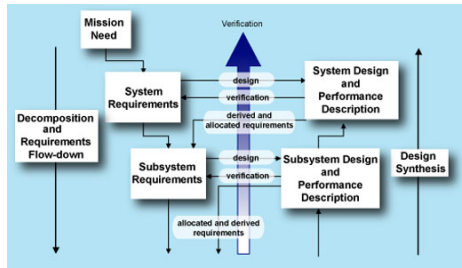 Mission
Need
Verification
System
Requirements
design
verification
System Design
and
Performance
Description
derived and
allocated requirements
Decomposition
and
Requirements
Flow-down
Subsystem
Requirements
design
verification
Subsystem Design
and
Performance
Description
Design
Synthesis
allocated and derived
requirements